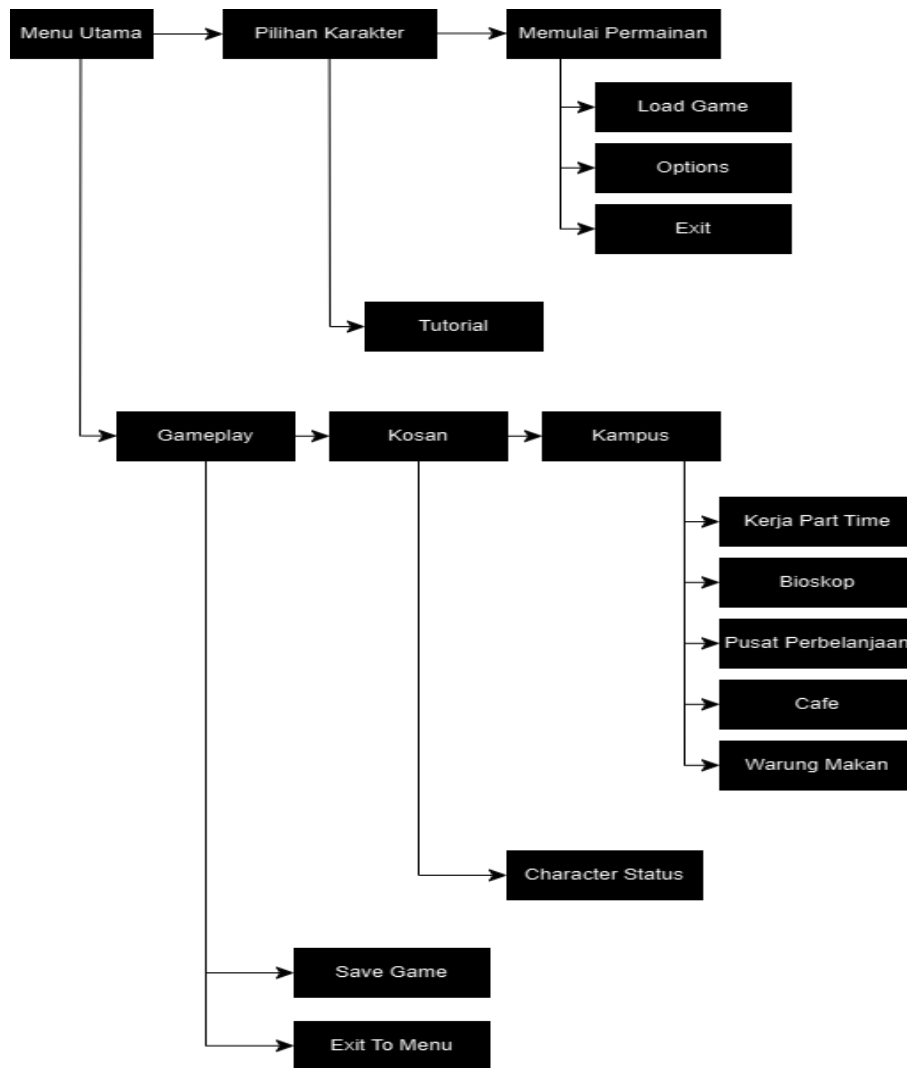 Menu Utama
Pilihan Karakter
Memulai Permainan
Load Game
Options
Exit
Tutorial
Gameplay
Kosan
Kampus
Kerja Part Time
Bioskop
Pusat Perbelanjaan
Cafe
Warung Makan
Character Status
Save Game
Exit To Menu